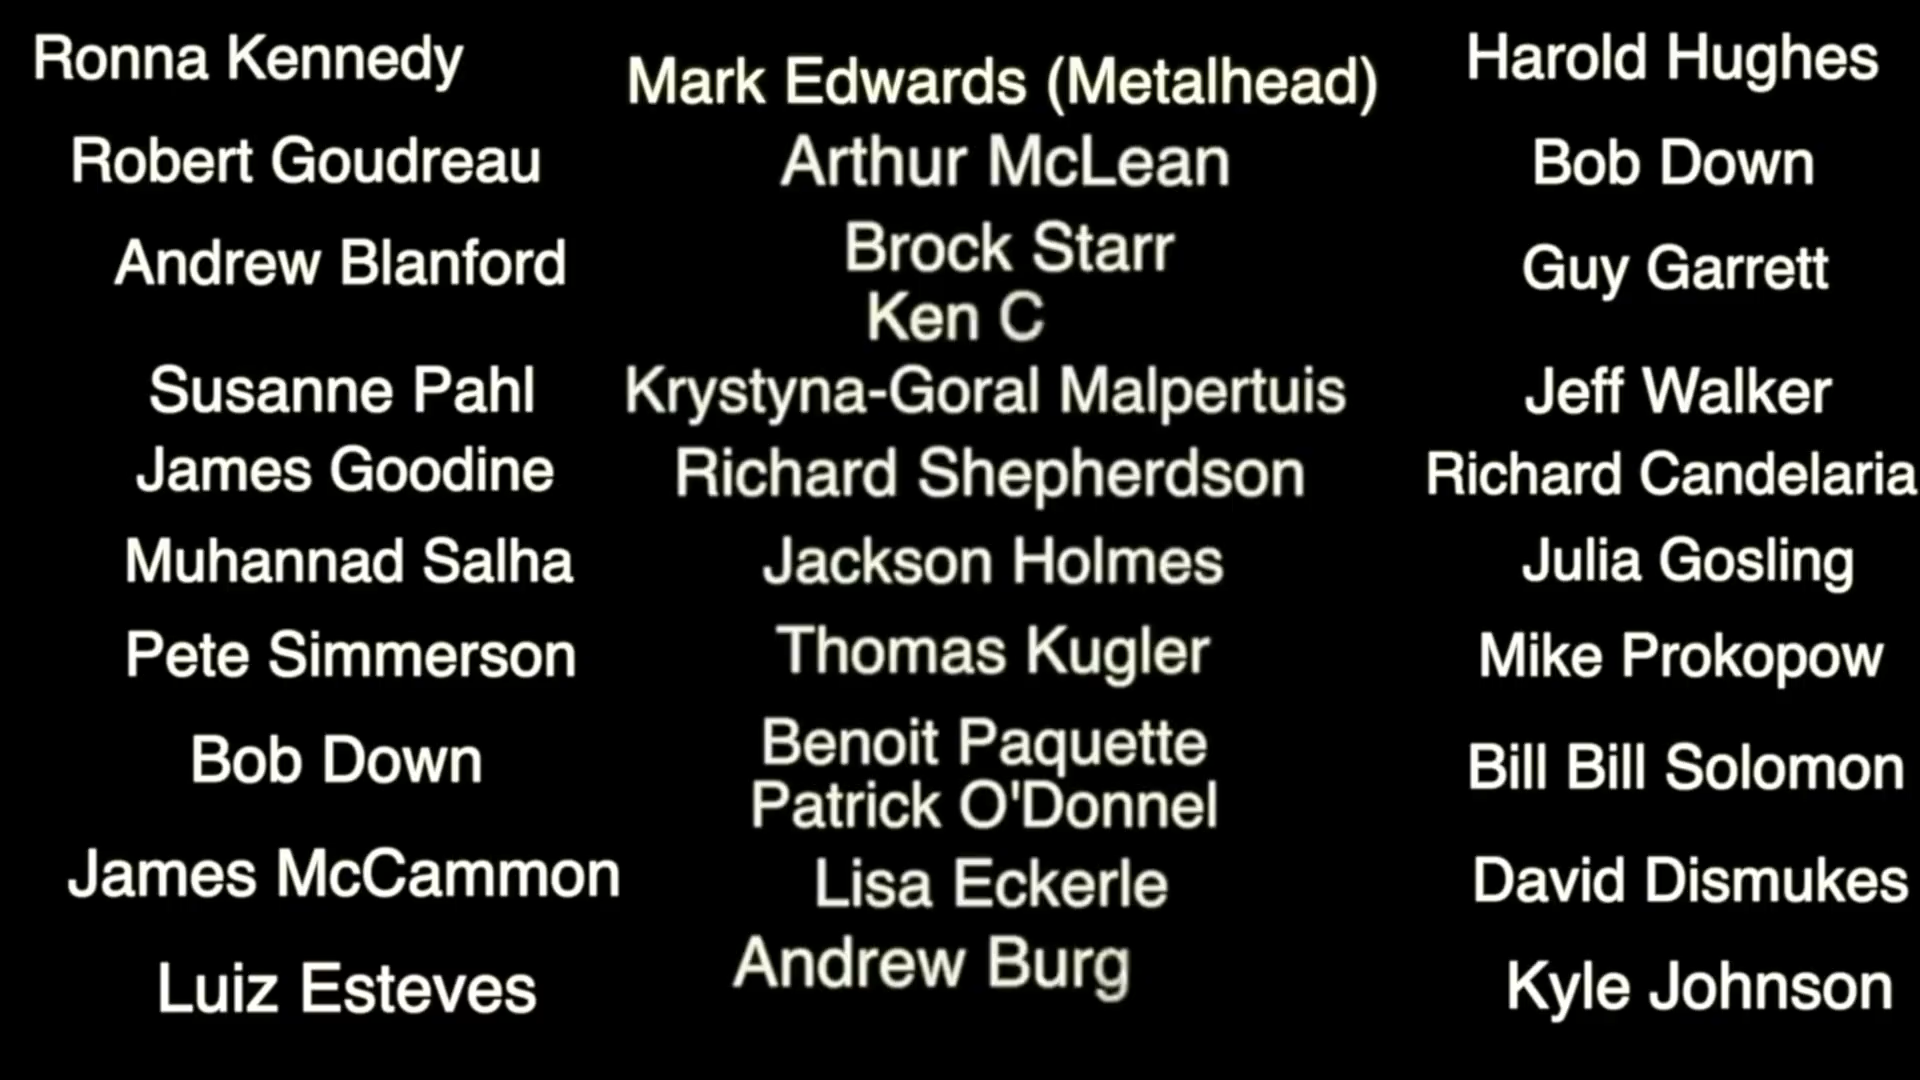 Ronna Kennedy
Robert Goudreau
Andrew Blanford
Susanne Pahl
James Goodine
Muhannad Salha
Pete Simmerson
Bob Down
James McCammon
Luiz Esteves
Mark Edwards (Metalhead)
Arthur McLean
Brock Starr
Ken C
Krystyna-Goral Malpertuis
Richard Shepherdson
Jackson Holmes
Thomas Kugler
Benoit Paquette
Patrick O'Donnel
Lisa Eckerle
Andrew Burg
Harold Hughes
Bob Down
Guy Garrett
Jeff Walker
Richard Candelaria
Julia Gosling
Mike Prokopow
Bill Bill Solomon
David Dismukes
Kyle Johnson